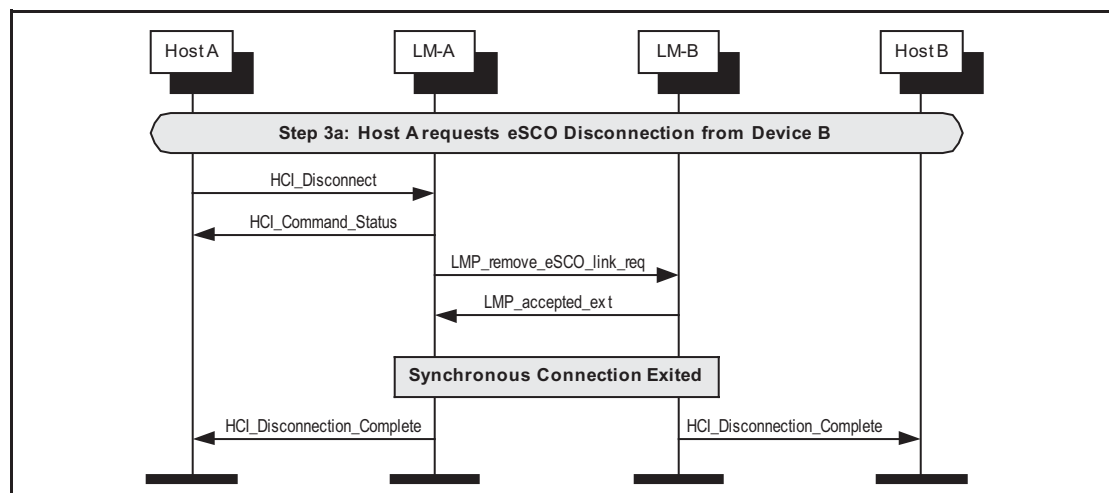 Host A
LM-A
LM-B
Host B
Step 3a: Host A requests eSCO Disconnection from Device B
HCI_Disconnect
HCI_Command_Status
LMP_remove_eSCO_link_req
LMP_accepted_ext
Synchronous Connection Exited
HCI_Disconnection_Complete
HCI_Disconnection_Complete